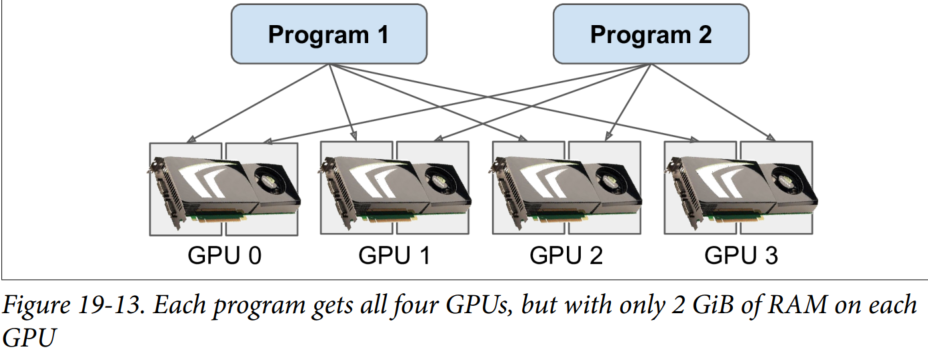 Program 1
Program 2
GPU 0
GPU 1
GPU 2
GPU 3
Figure 19-13. Each program gets all four GPUs, but with only 2 GiB of RAM on each
GPU